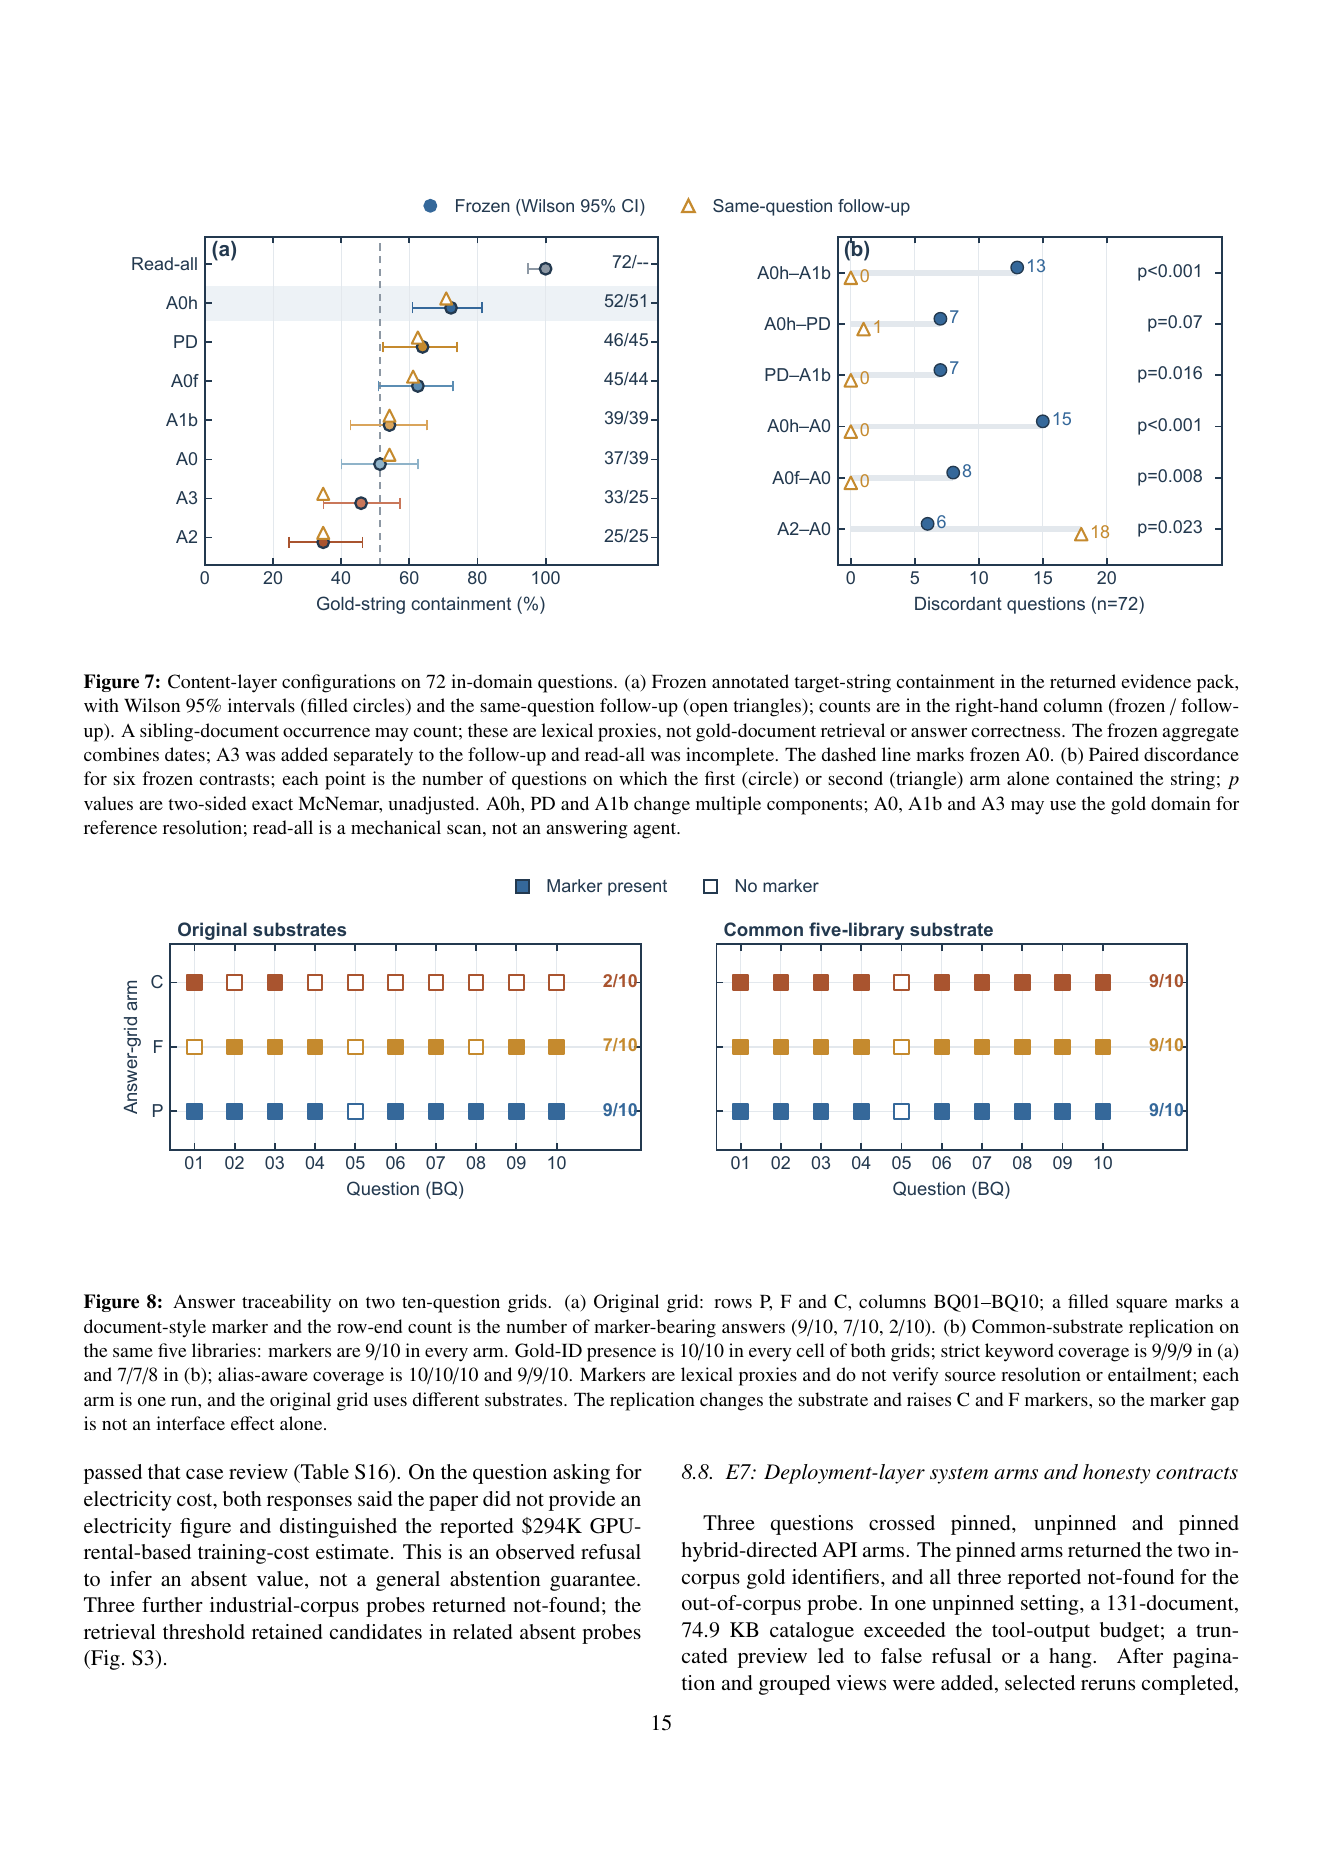 Frozen (Wilson 95% CI) Same-question follow-up
(a)
Read-all 72/--
A0h 52/51
PD 46/45
A0f 45/44
A1b 39/39
A0 37/39
A3 33/25
A2 25/25
0 20 40 60 80 100
Gold-string containment (%)
(b)
A0h–A1b 0 13 p<0.001
A0h–PD 1 7 p=0.07
PD–A1b 0 7 p=0.016
A0h–A0 0 15 p<0.001
A0f–A0 0 8 p=0.008
A2–A0 6 18 p=0.023
0 5 10 15 20
Discordant questions (n=72)
Figure 7: Content-layer configurations on 72 in-domain questions. (a) Frozen annotated target-string containment in the returned evidence pack,
with Wilson 95% intervals (filled circles) and the same-question follow-up (open triangles); counts are in the right-hand column (frozen / follow-
up). A sibling-document occurrence may count; these are lexical proxies, not gold-document retrieval or answer correctness. The frozen aggregate
combines dates; A3 was added separately to the follow-up and read-all was incomplete. The dashed line marks frozen A0. (b) Paired discordance
for six frozen contrasts; each point is the number of questions on which the first (circle) or second (triangle) arm alone contained the string; p
values are two-sided exact McNemar, unadjusted. A0h, PD and A1b change multiple components; A0, A1b and A3 may use the gold domain for
reference resolution; read-all is a mechanical scan, not an answering agent.
Marker present No marker
Original substrates
Answer-grid arm
C 2/10
F 7/10
P 9/10
01 02 03 04 05 06 07 08 09 10
Question (BQ)
Common five-library substrate
9/10
9/10
9/10
01 02 03 04 05 06 07 08 09 10
Question (BQ)
Figure 8: Answer traceability on two ten-question grids. (a) Original grid: rows P, F and C, columns BQ01–BQ10; a filled square marks a
document-style marker and the row-end count is the number of marker-bearing answers (9/10, 7/10, 2/10). (b) Common-substrate replication on
the same five libraries: markers are 9/10 in every arm. Gold-ID presence is 10/10 in every cell of both grids; strict keyword coverage is 9/9/9 in (a)
and 7/7/8 in (b); alias-aware coverage is 10/10/10 and 9/9/10. Markers are lexical proxies and do not verify source resolution or entailment; each
arm is one run, and the original grid uses different substrates. The replication changes the substrate and raises C and F markers, so the marker gap
is not an interface effect alone.
passed that case review (Table S16). On the question asking for
electricity cost, both responses said the paper did not provide an
electricity figure and distinguished the reported $294K GPU-
rental-based training-cost estimate. This is an observed refusal
to infer an absent value, not a general abstention guarantee.
Three further industrial-corpus probes returned not-found; the
retrieval threshold retained candidates in related absent probes
(Fig. S3).
8.8. E7: Deployment-layer system arms and honesty contracts
Three questions crossed pinned, unpinned and pinned
hybrid-directed API arms. The pinned arms returned the two in-
corpus gold identifiers, and all three reported not-found for the
out-of-corpus probe. In one unpinned setting, a 131-document,
74.9 KB catalogue exceeded the tool-output budget; a trun-
cated preview led to false refusal or a hang. After pagina-
tion and grouped views were added, selected reruns completed,
15